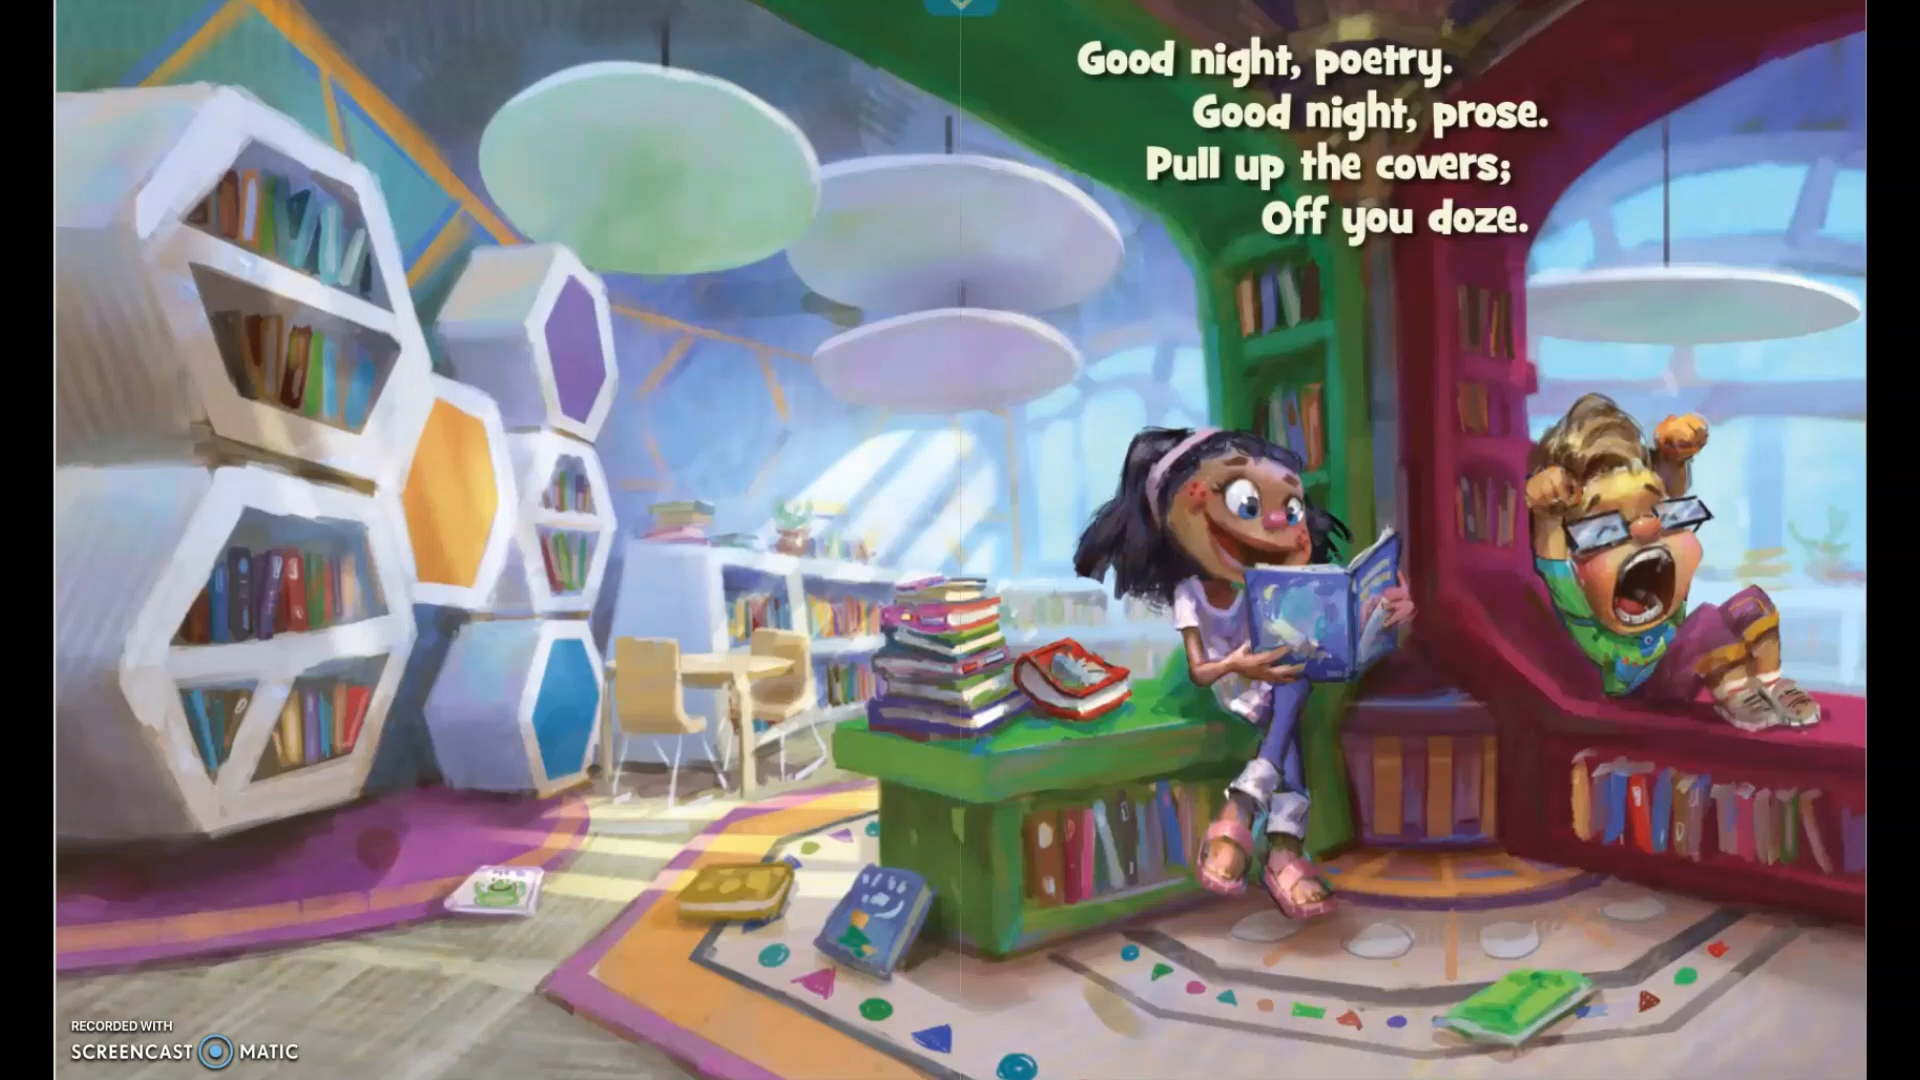 Good night, poetry.
Good night, prose.
Pull up the covers;
Off you doze.
RECORDED WITH
SCREENCAST MATIC